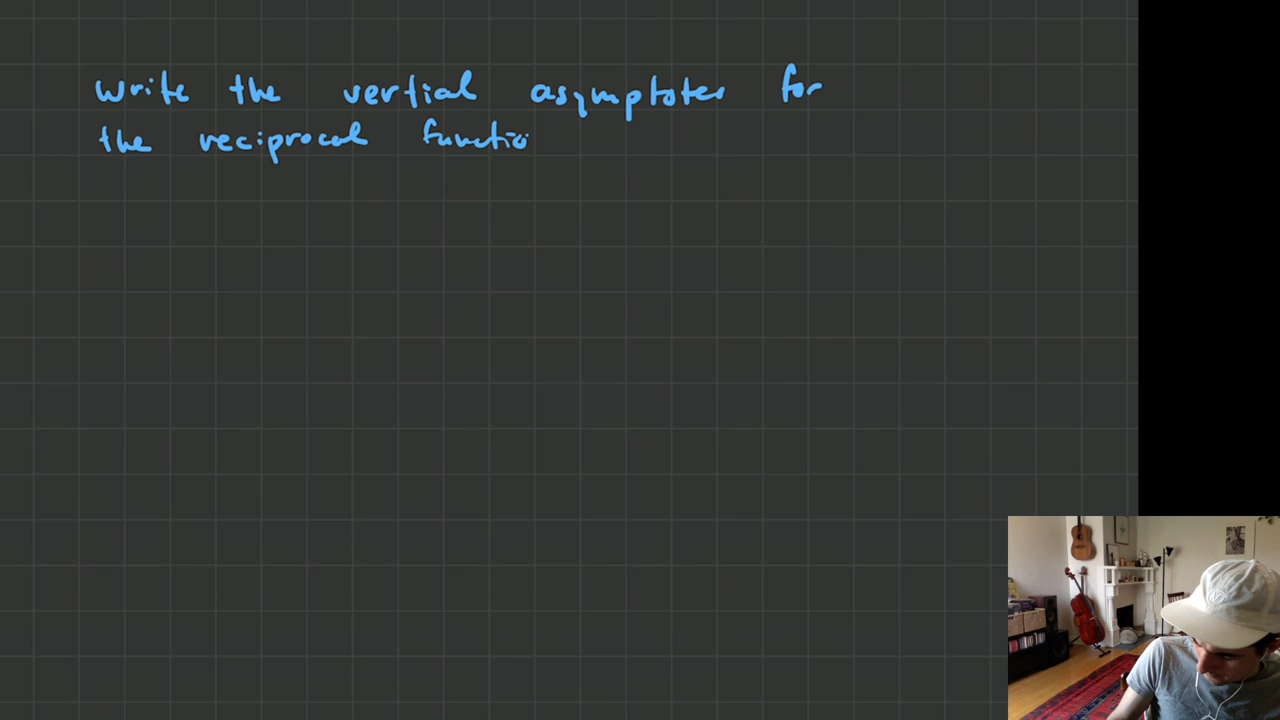 write the vertial asymptotes for
the reciprocal functio